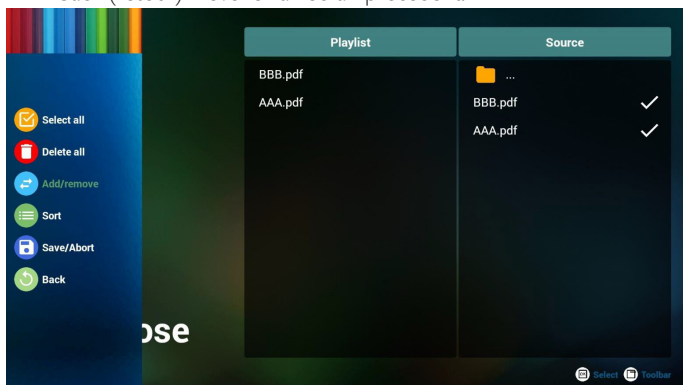 Playlist
Source
BBB.pdf
AAA.pdf
...
BBB.pdf
AAA.pdf
Select all
Delete all
Add/remove
Sort
Save/Abort
Back
ose
OK Select
Toolbar